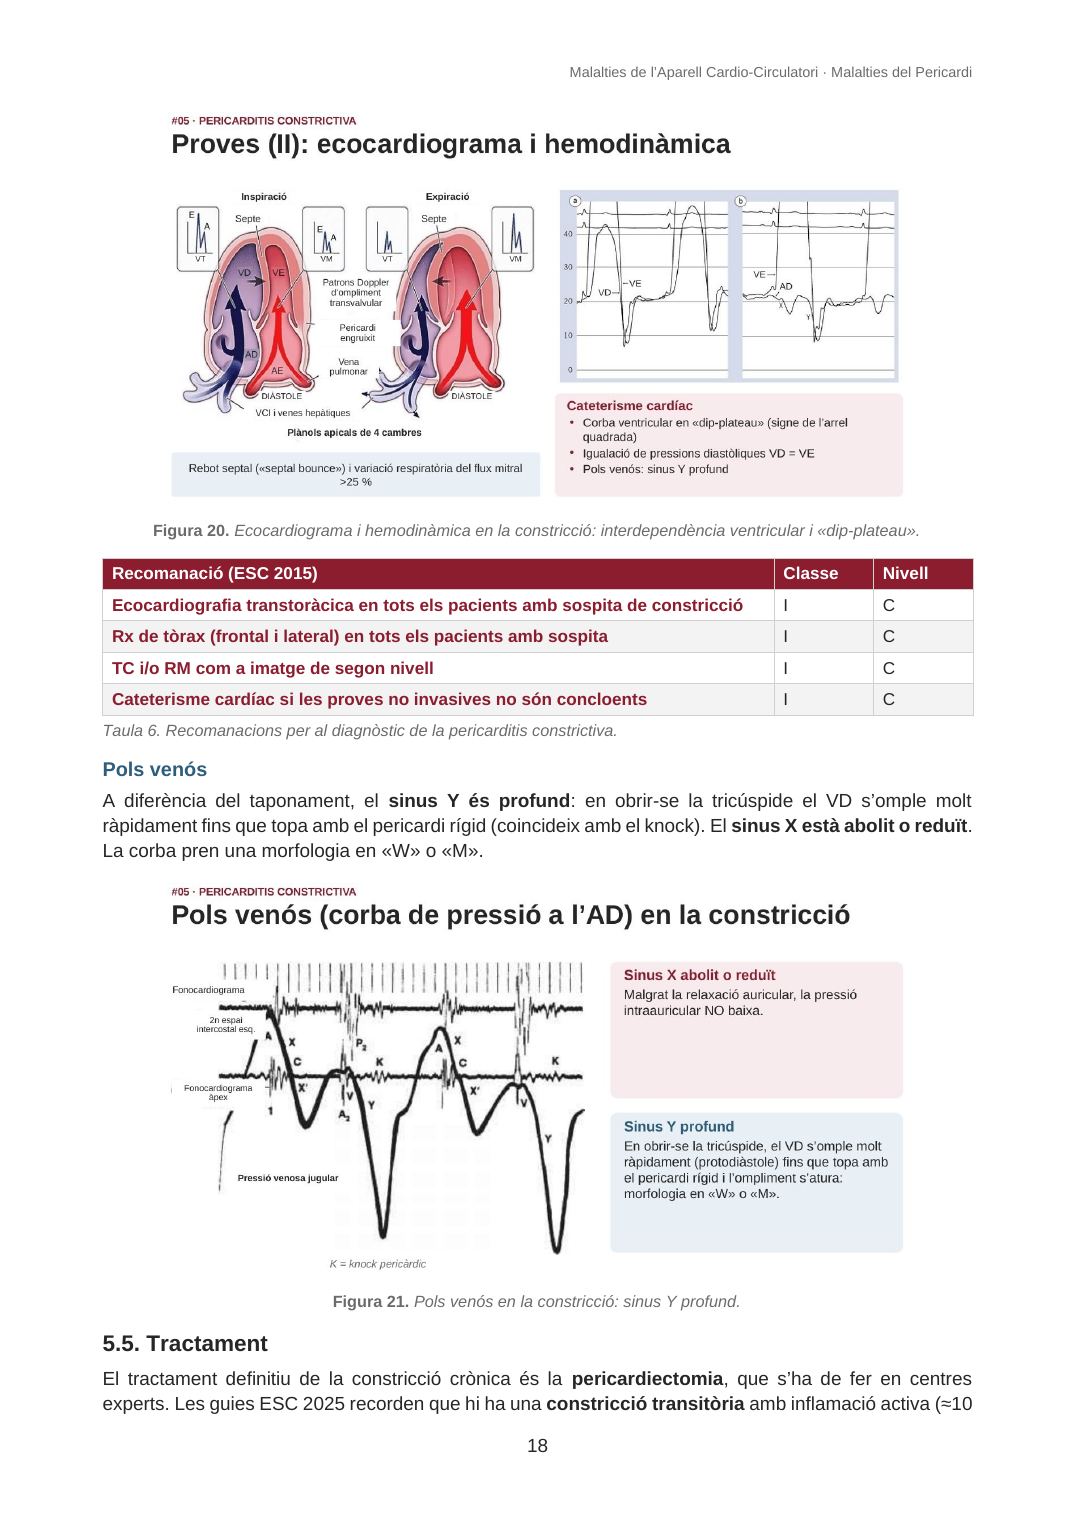 Malalties de l'Aparell Cardio-Circulatori · Malalties del Pericardi
#05 · PERICARDITIS CONSTRICTIVA
Proves (II): ecocardiograma i hemodinàmica
Inspiració
Expiració
E
A
VT
Septe
E
A
VM
VT
Septe
VM
VD
VE
Patrons Doppler
d'ompliment
transvalvular
Pericardi
engruixit
Vena
pulmonar
AD
AE
DIÀSTOLE
DIÀSTOLE
VCI i venes hepàtiques
Plànols apicals de 4 cambres
Rebot septal («septal bounce») i variació respiratòria del flux mitral
>25 %
a
b
40
30
20
10
0
VD
VE
VE
AD
X
Y
Cateterisme cardíac
• Corba ventricular en «dip-plateau» (signe de l'arrel
quadrada)
• Igualació de pressions diastòliques VD = VE
• Pols venós: sinus Y profund
Figura 20. Ecocardiograma i hemodinàmica en la constricció: interdependència ventricular i «dip-plateau».
Recomanació (ESC 2015) Classe Nivell
Ecocardiografia transtoràcica en tots els pacients amb sospita de constricció I C
Rx de tòrax (frontal i lateral) en tots els pacients amb sospita I C
TC i/o RM com a imatge de segon nivell I C
Cateterisme cardíac si les proves no invasives no són concloents I C
Taula 6. Recomanacions per al diagnòstic de la pericarditis constrictiva.
Pols venós
A diferència del taponament, el sinus Y és profund: en obrir-se la tricúspide el VD s'omple molt
ràpidament fins que topa amb el pericardi rígid (coincideix amb el knock). El sinus X està abolit o reduït.
La corba pren una morfologia en «W» o «M».
#05 · PERICARDITIS CONSTRICTIVA
Pols venós (corba de pressió a l'AD) en la constricció
Fonocardiograma
2n espai
intercostal esq.
Fonocardiograma
àpex
A
X
C
X'
P2
K
V
Y
A2
1
A
X
C
X'
V
K
Y
Pressió venosa jugular
K = knock pericàrdic
Sinus X abolit o reduït
Malgrat la relaxació auricular, la pressió
intraauricular NO baixa.
Sinus Y profund
En obrir-se la tricúspide, el VD s'omple molt
ràpidament (protodiàstole) fins que topa amb
el pericardi rígid i l'ompliment s'atura:
morfologia en «W» o «M».
Figura 21. Pols venós en la constricció: sinus Y profund.
5.5. Tractament
El tractament definitiu de la constricció crònica és la pericardiectomia, que s'ha de fer en centres
experts. Les guies ESC 2025 recorden que hi ha una constricció transitòria amb inflamació activa (≈10
18